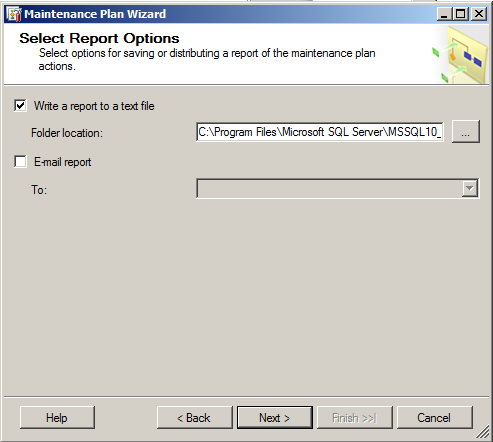 Maintenance Plan Wizard
Select Report Options
Select options for saving or distributing a report of the maintenance plan
actions.
Write a report to a text file
Folder location:
C:\Program Files\Microsoft SQL Server\MSSQL10_
...
E-mail report
To:
Help
< Back
Next >
Finish >>|
Cancel